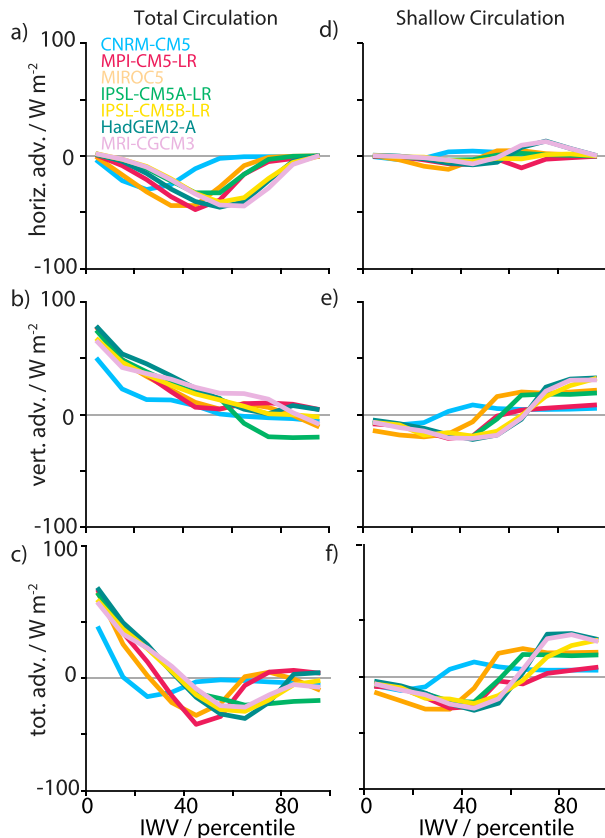 Total Circulation
Shallow Circulation
a)
100
CNRM-CM5
MPI-CM5-LR
MIROC5
IPSL-CM5A-LR
IPSL-CM5B-LR
HadGEM2-A
MRI-CGCM3
0
-100
horiz. adv. / W m-2
d)
b)
100
0
-100
vert. adv. / W m-2
e)
c)
100
0
-100
tot. adv. / W m-2
f)
0 40 80
IWV / percentile
0 40 80
IWV / percentile